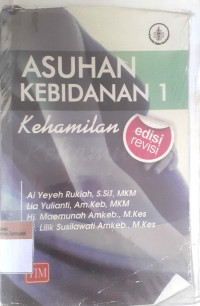 ASUHAN
KEBIDANAN 1
Kehamilan
edisi
revisi
Ai Yeyeh Rukiah, S.SiT, MKM
Lia Yulianti, Am.Keb, MKM
Hj. Maemunah Amkeb., M.Kes
Lilik Susilawati Amkeb., M.Kes
TIM